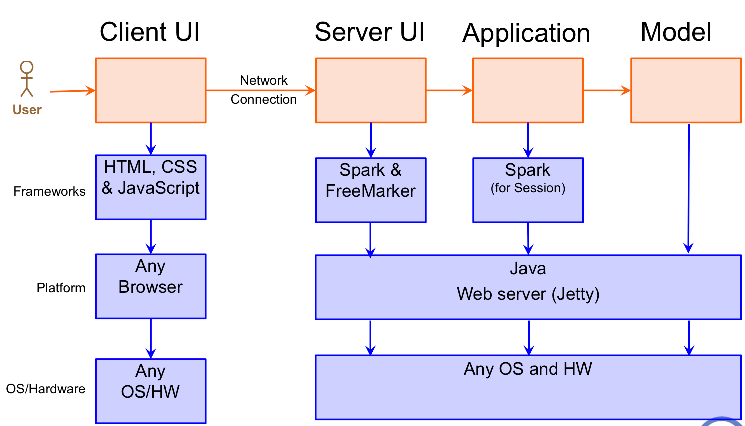 Client UI
Server UI
Application
Model
User
Network
Connection
Frameworks
HTML, CSS
& JavaScript
Spark &
FreeMarker
Spark
(for Session)
Platform
Any
Browser
Java
Web server (Jetty)
OS/Hardware
Any
OS/HW
Any OS and HW